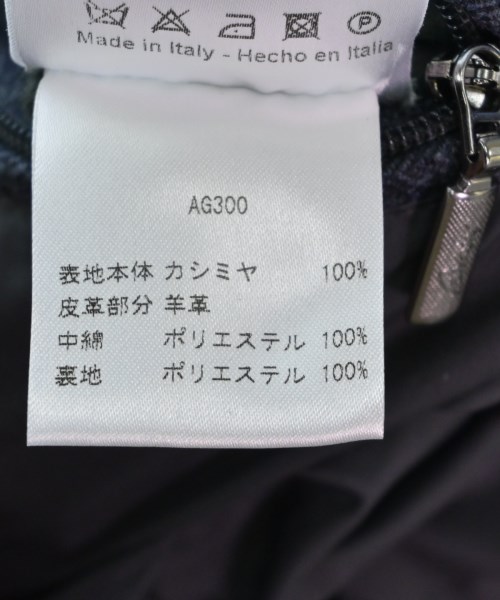 Made in Italy - Hecho en Italia
AG300
表地本体 カシミヤ 100%
皮革部分 羊革
中綿 ポリエステル 100%
裏地 ポリエステル 100%